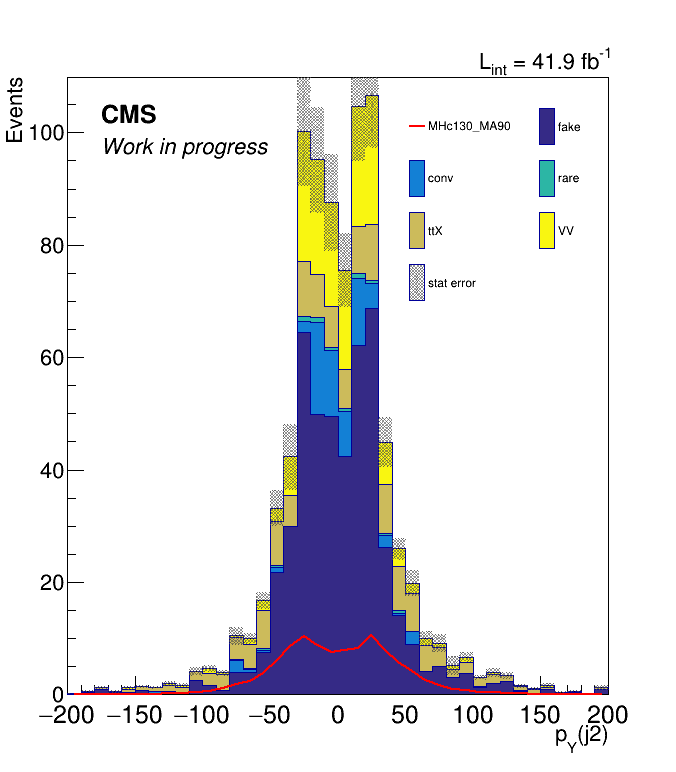 L_int = 41.9 fb^-1
Events
CMS
Work in progress
MHc130_MA90
fake
conv
rare
ttX
VV
stat error
100
80
60
40
20
0
−200 −150 −100 −50 0 50 100 150 200
p_Y(j2)